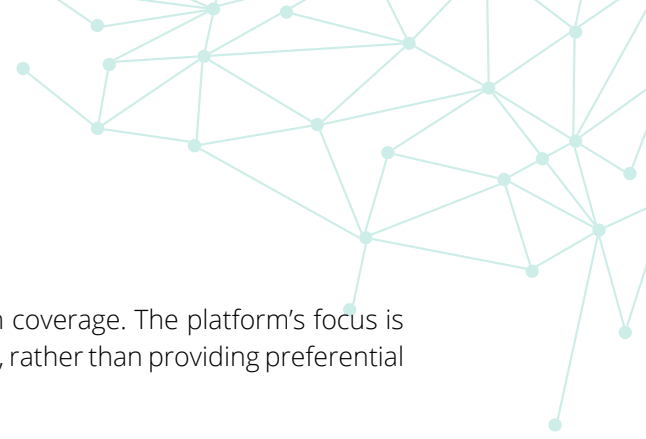 coverage. The platform’s focus is
, rather than providing preferential